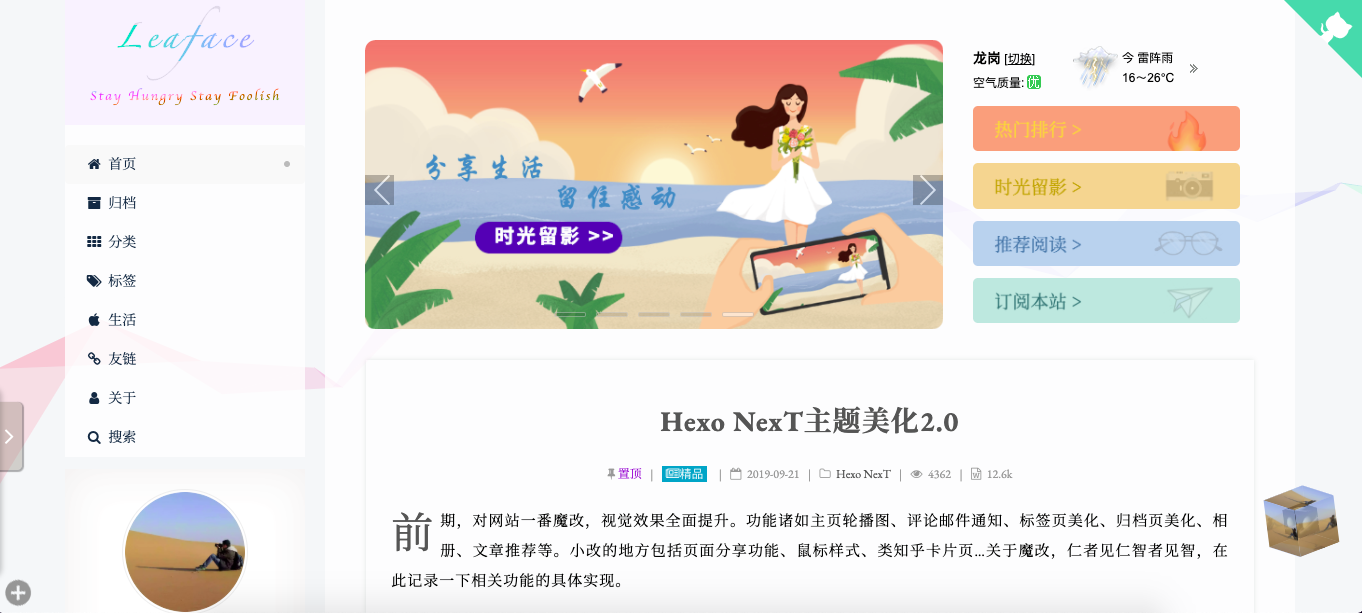 Leaface
Stay Hungry Stay Foolish
首页
归档
分类
标签
生活
友链
关于
搜索
分享生活
留住感动
时光留影 >>
龙岗 [切换]
空气质量: 优
今 雷阵雨
16～26°C
热门排行 >
时光留影 >
推荐阅读 >
订阅本站 >
Hexo NexT主题美化2.0
置顶 | 精品 | 2019-09-21 | Hexo NexT | 4362 | 12.6k
前期，对网站一番魔改，视觉效果全面提升。功能诸如主页轮播图、评论邮件通知、标签页美化、归档页美化、相
册、文章推荐等。小改的地方包括页面分享功能、鼠标样式、类知乎卡片页...关于魔改，仁者见仁智者见智，在
此记录一下相关功能的具体实现。